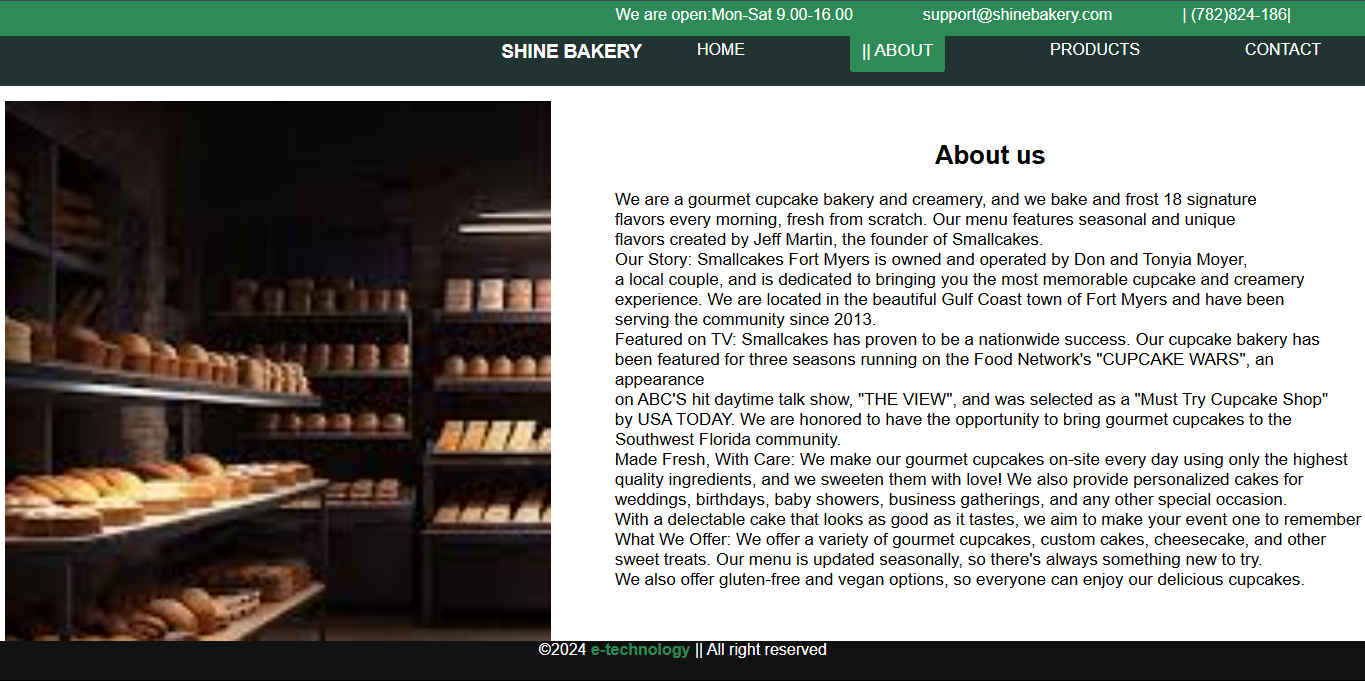 We are open:Mon-Sat 9.00-16.00 support@shinebakery.com | (782)824-186|
SHINE BAKERY HOME || ABOUT PRODUCTS CONTACT
About us
We are a gourmet cupcake bakery and creamery, and we bake and frost 18 signature
flavors every morning, fresh from scratch. Our menu features seasonal and unique
flavors created by Jeff Martin, the founder of Smallcakes.
Our Story: Smallcakes Fort Myers is owned and operated by Don and Tonyia Moyer,
a local couple, and is dedicated to bringing you the most memorable cupcake and creamery
experience. We are located in the beautiful Gulf Coast town of Fort Myers and have been
serving the community since 2013.
Featured on TV: Smallcakes has proven to be a nationwide success. Our cupcake bakery has
been featured for three seasons running on the Food Network's "CUPCAKE WARS", an
appearance
on ABC'S hit daytime talk show, "THE VIEW", and was selected as a "Must Try Cupcake Shop"
by USA TODAY. We are honored to have the opportunity to bring gourmet cupcakes to the
Southwest Florida community.
Made Fresh, With Care: We make our gourmet cupcakes on-site every day using only the highest
quality ingredients, and we sweeten them with love! We also provide personalized cakes for
weddings, birthdays, baby showers, business gatherings, and any other special occasion.
With a delectable cake that looks as good as it tastes, we aim to make your event one to remember
What We Offer: We offer a variety of gourmet cupcakes, custom cakes, cheesecake, and other
sweet treats. Our menu is updated seasonally, so there's always something new to try.
We also offer gluten-free and vegan options, so everyone can enjoy our delicious cupcakes.
©2024 e-technology || All right reserved